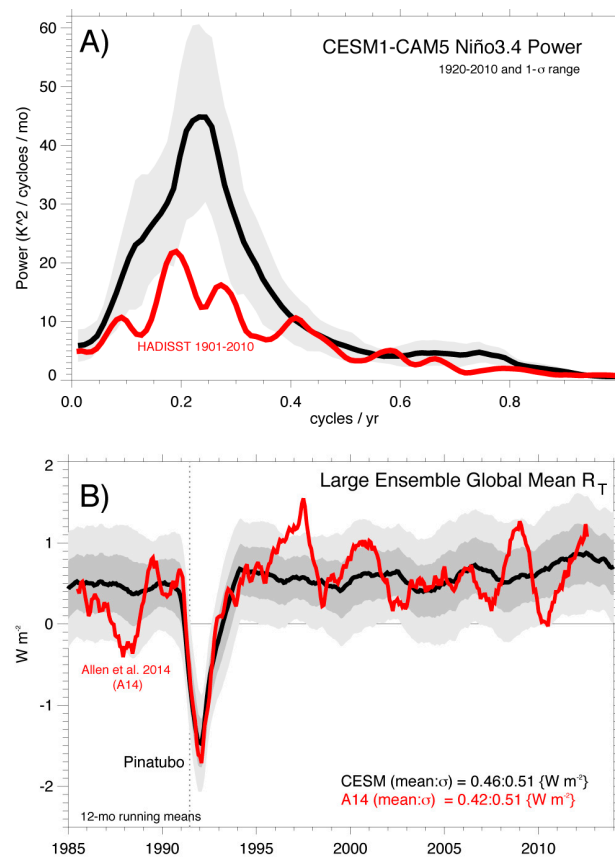 A)
CESM1-CAM5 Niño3.4 Power
1920-2010 and 1-σ range
Power (K^2 / cycloes / mo)
60
50
40
30
20
10
0
HADISST 1901-2010
0.0 0.2 0.4 0.6 0.8
cycles / yr
B)
Large Ensemble Global Mean R_T
W m⁻²
2
1
0
-1
-2
Allen et al. 2014
(A14)
Pinatubo
CESM (mean:σ) = 0.46:0.51 {W m⁻²}
A14 (mean:σ) = 0.42:0.51 {W m⁻²}
12-mo running means
1985 1990 1995 2000 2005 2010